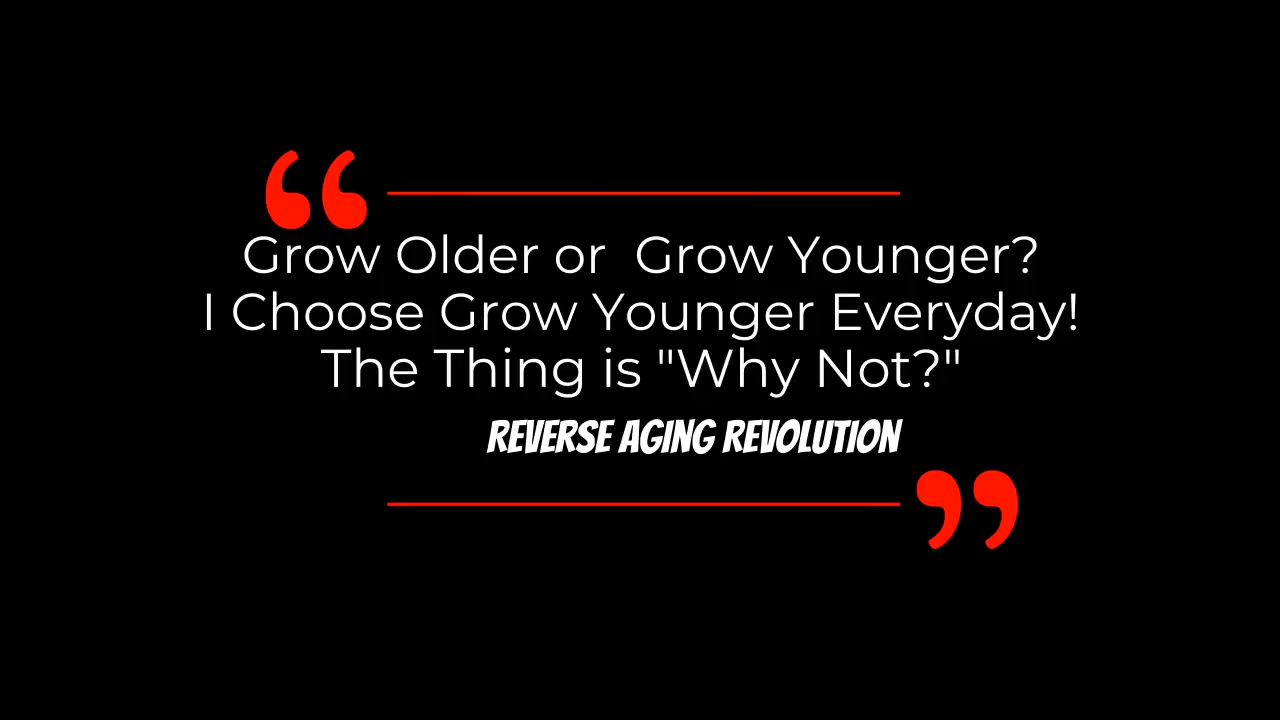 Grow Older or  Grow Younger?
I Choose Grow Younger Everyday!
The Thing is "Why Not?"
REVERSE AGING REVOLUTION